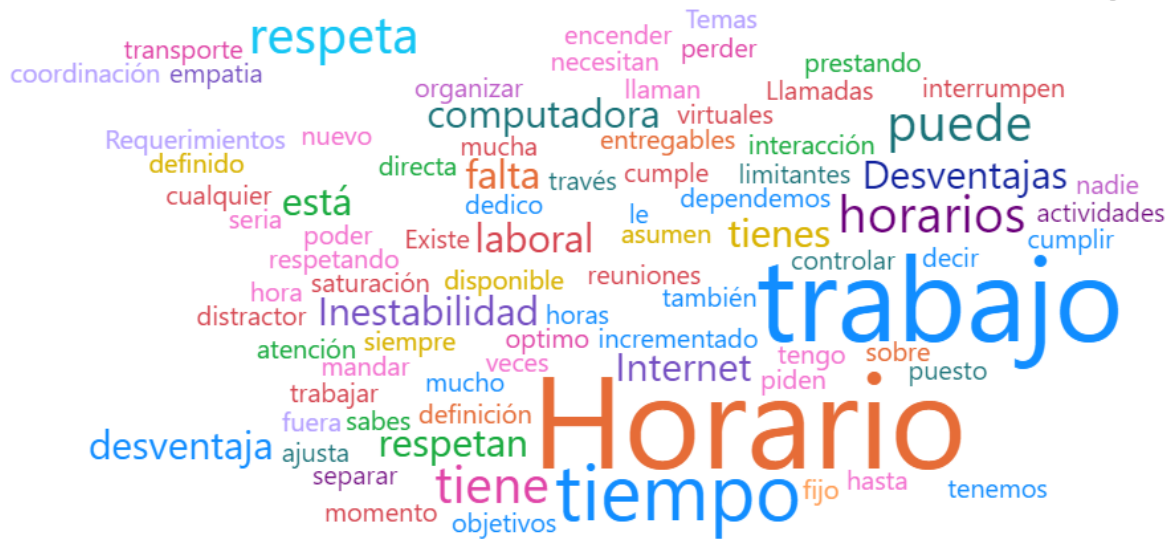 Temas
respeta encender perder
transporte necesitan prestando
coordinación empatia
organizar llaman Llamadas interrumpen
computadora virtuales puede
Requerimientos nuevo mucha entregables interacción
definido directa falta través cumple limitantes Desventajas nadie
cualquier está dedico dependemos horarios actividades
seria poder Existe laboral le asumen tienes cumplir
respetando controlar decir
hora saturación disponible reuniones trabajo
distractor Inestabilidad horas también
atención siempre optimo incrementado tengo sobre
mandar veces Internet piden puesto
trabajar mucho
fuera sabes definición Horario
desventaja ajusta respetan
separar tiene tiempo fijo hasta tenemos
momento objetivos